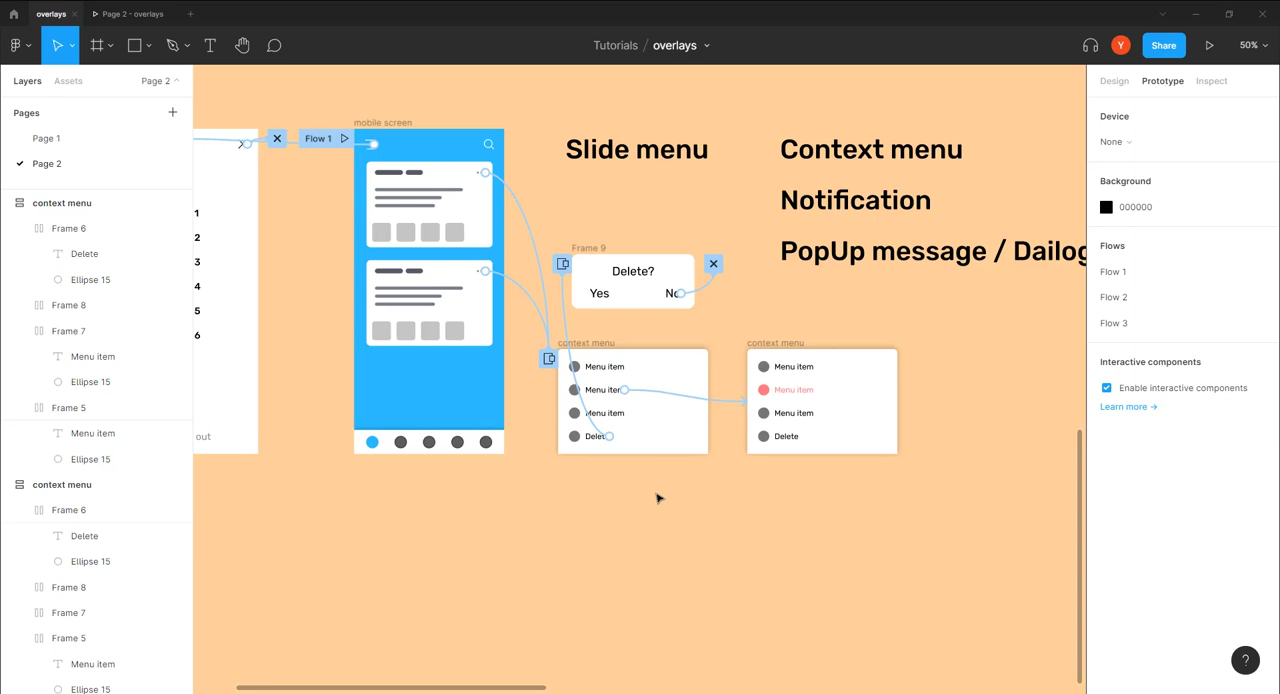 overlays
Page 2 - overlays
Tutorials / overlays
Y
Share
50%
Layers
Assets
Page 2
Pages
Page 1
Page 2
context menu
Frame 6
Delete
Ellipse 15
Frame 8
Frame 7
Menu item
Ellipse 15
Frame 5
Menu item
Ellipse 15
context menu
Frame 6
Delete
Ellipse 15
Frame 8
Frame 7
Frame 5
Menu item
Ellipse 15
1
2
3
4
5
6
out
Flow 1
mobile screen
Slide menu
Context menu
Notification
PopUp message / Dailog
Frame 9
Delete?
Yes
No
context menu
Menu item
Menu item
Menu item
Delete
context menu
Menu item
Menu item
Menu item
Delete
Design
Prototype
Inspect
Device
None
Background
000000
Flows
Flow 1
Flow 2
Flow 3
Interactive components
Enable interactive components
Learn more →
?